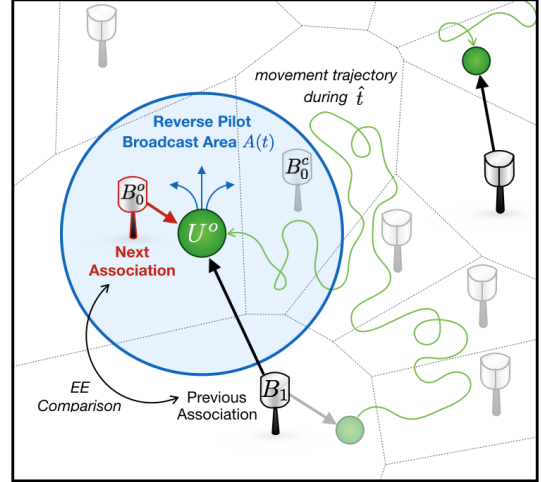 movement trajectory
during t̂
Reverse Pilot
Broadcast Area A(t)
B₀ᶜ
B₀ᵒ
Uᵒ
Next
Association
EE
Comparison
Previous
Association
B₁